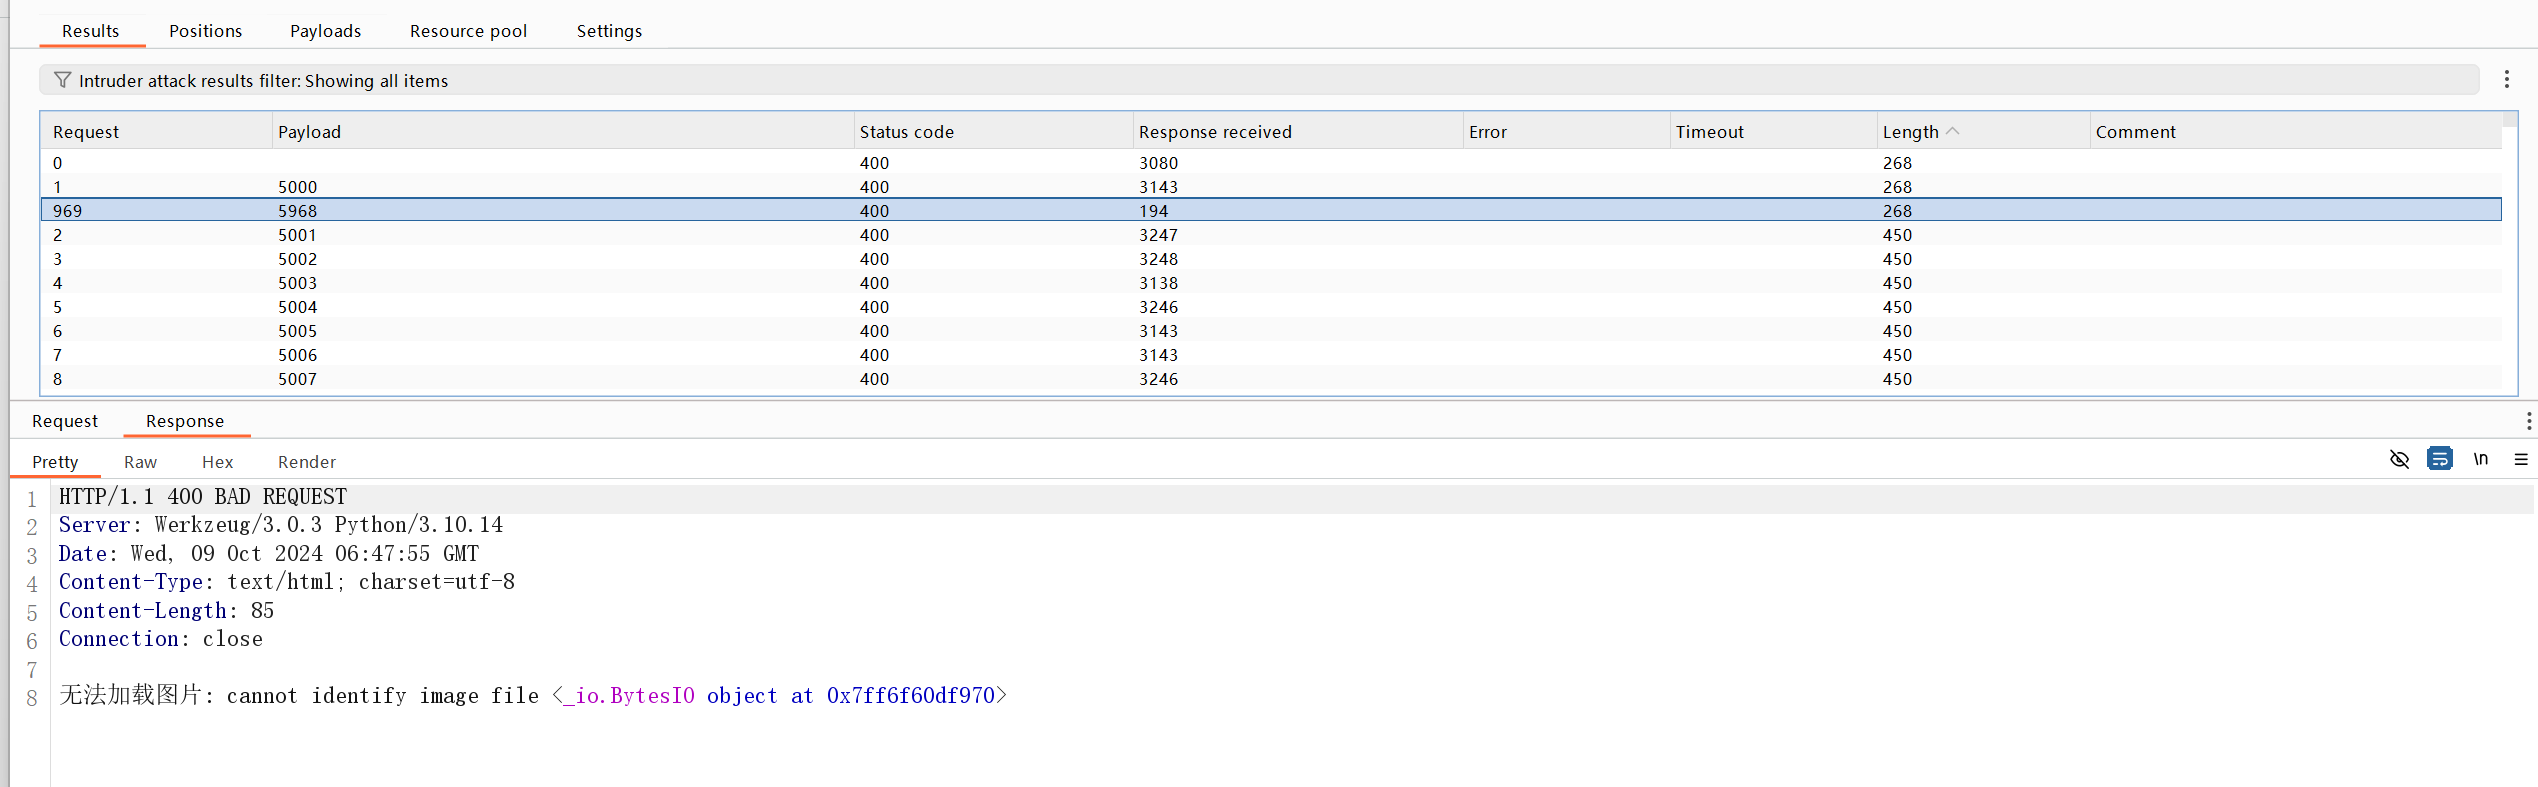 Results Positions Payloads Resource pool Settings
Intruder attack results filter: Showing all items
Request Payload Status code Response received Error Timeout Length Comment
0 400 3080 268
1 5000 400 3143 268
969 5968 400 194 268
2 5001 400 3247 450
3 5002 400 3248 450
4 5003 400 3138 450
5 5004 400 3246 450
6 5005 400 3143 450
7 5006 400 3143 450
8 5007 400 3246 450
Request Response
Pretty Raw Hex Render \n
1 HTTP/1.1 400 BAD REQUEST
2 Server: Werkzeug/3.0.3 Python/3.10.14
3 Date: Wed, 09 Oct 2024 06:47:55 GMT
4 Content-Type: text/html; charset=utf-8
5 Content-Length: 85
6 Connection: close
7
8 无法加载图片: cannot identify image file <_io.BytesIO object at 0x7ff6f60df970>